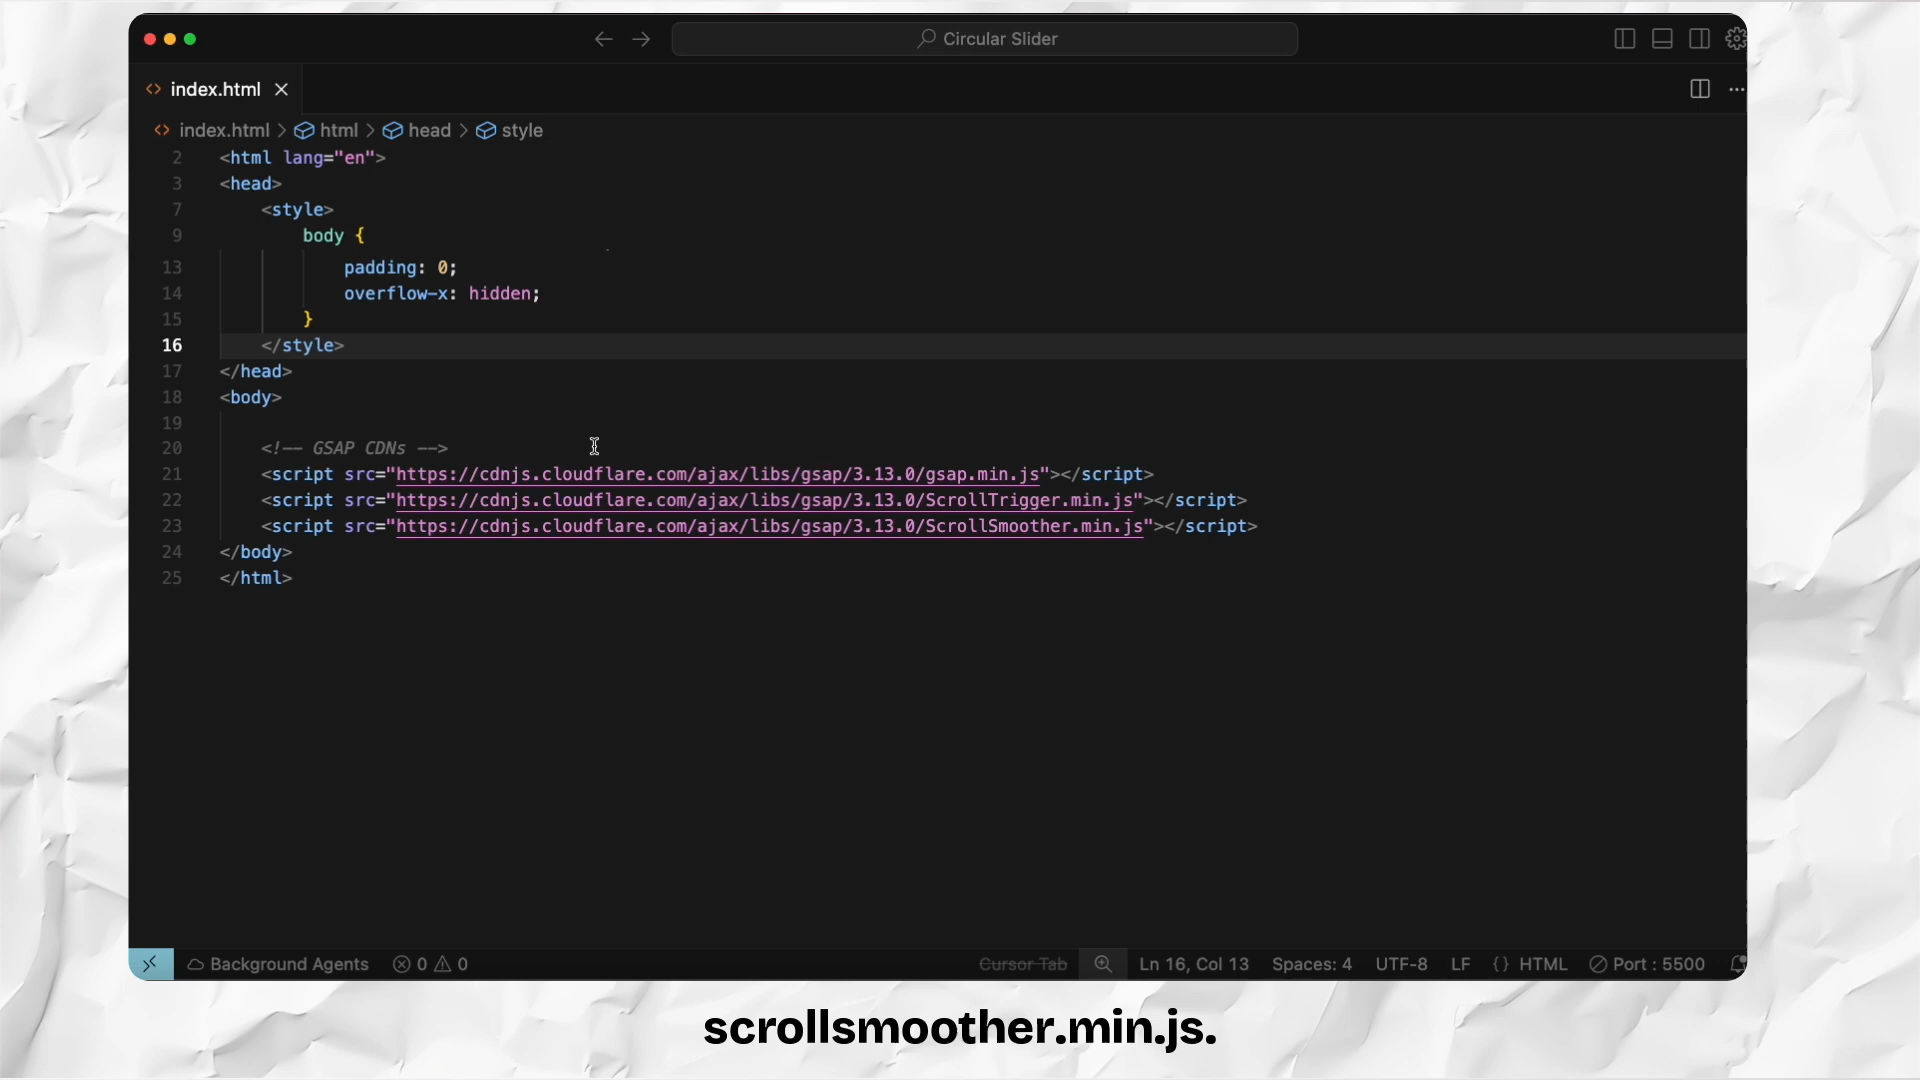 Circular Slider
index.html
index.html > html > head > style
2 <html lang="en">
3 <head>
7 <style>
9 body {
13 padding: 0;
14 overflow-x: hidden;
15 }
16 </style>
17 </head>
18 <body>
19
20 <!-- GSAP CDNs -->
21 <script src="https://cdnjs.cloudflare.com/ajax/libs/gsap/3.13.0/gsap.min.js"></script>
22 <script src="https://cdnjs.cloudflare.com/ajax/libs/gsap/3.13.0/ScrollTrigger.min.js"></script>
23 <script src="https://cdnjs.cloudflare.com/ajax/libs/gsap/3.13.0/ScrollSmoother.min.js"></script>
24 </body>
25 </html>
Background Agents 0 0 Cursor Tab Ln 16, Col 13 Spaces: 4 UTF-8 LF {} HTML Port : 5500
scrollsmoother.min.js.